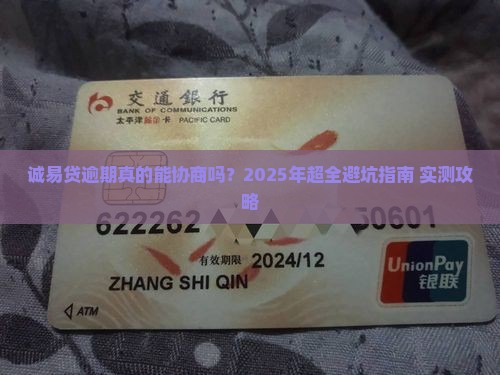 交通銀行
BANK OF COMMUNICATIONS
太平洋 卡 PACIFIC CARD
诚易贷逾期真的能协商吗？2025年超全避坑指南 实测攻
略
622262 50601
有效期限 2024/12
ZHANG SHI QIN
UnionPay
银联
ATM